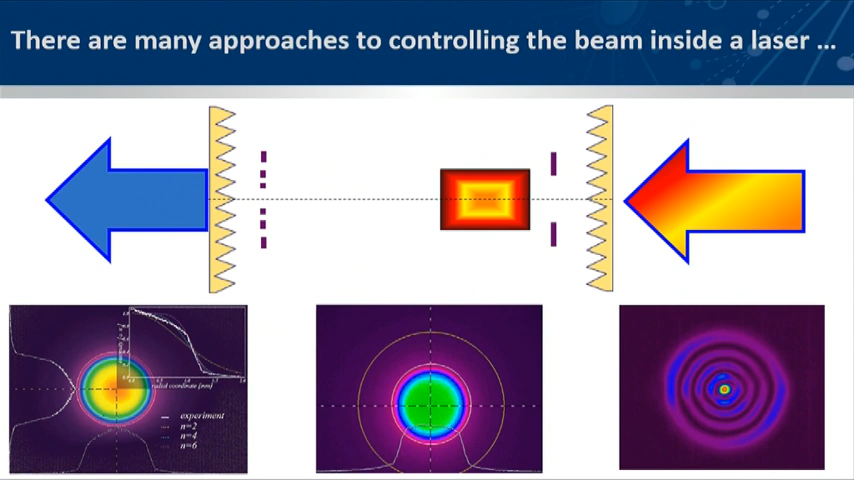 There are many approaches to controlling the beam inside a laser ...
radial coordinate [mm]
experiment
n=2
n=4
n=6